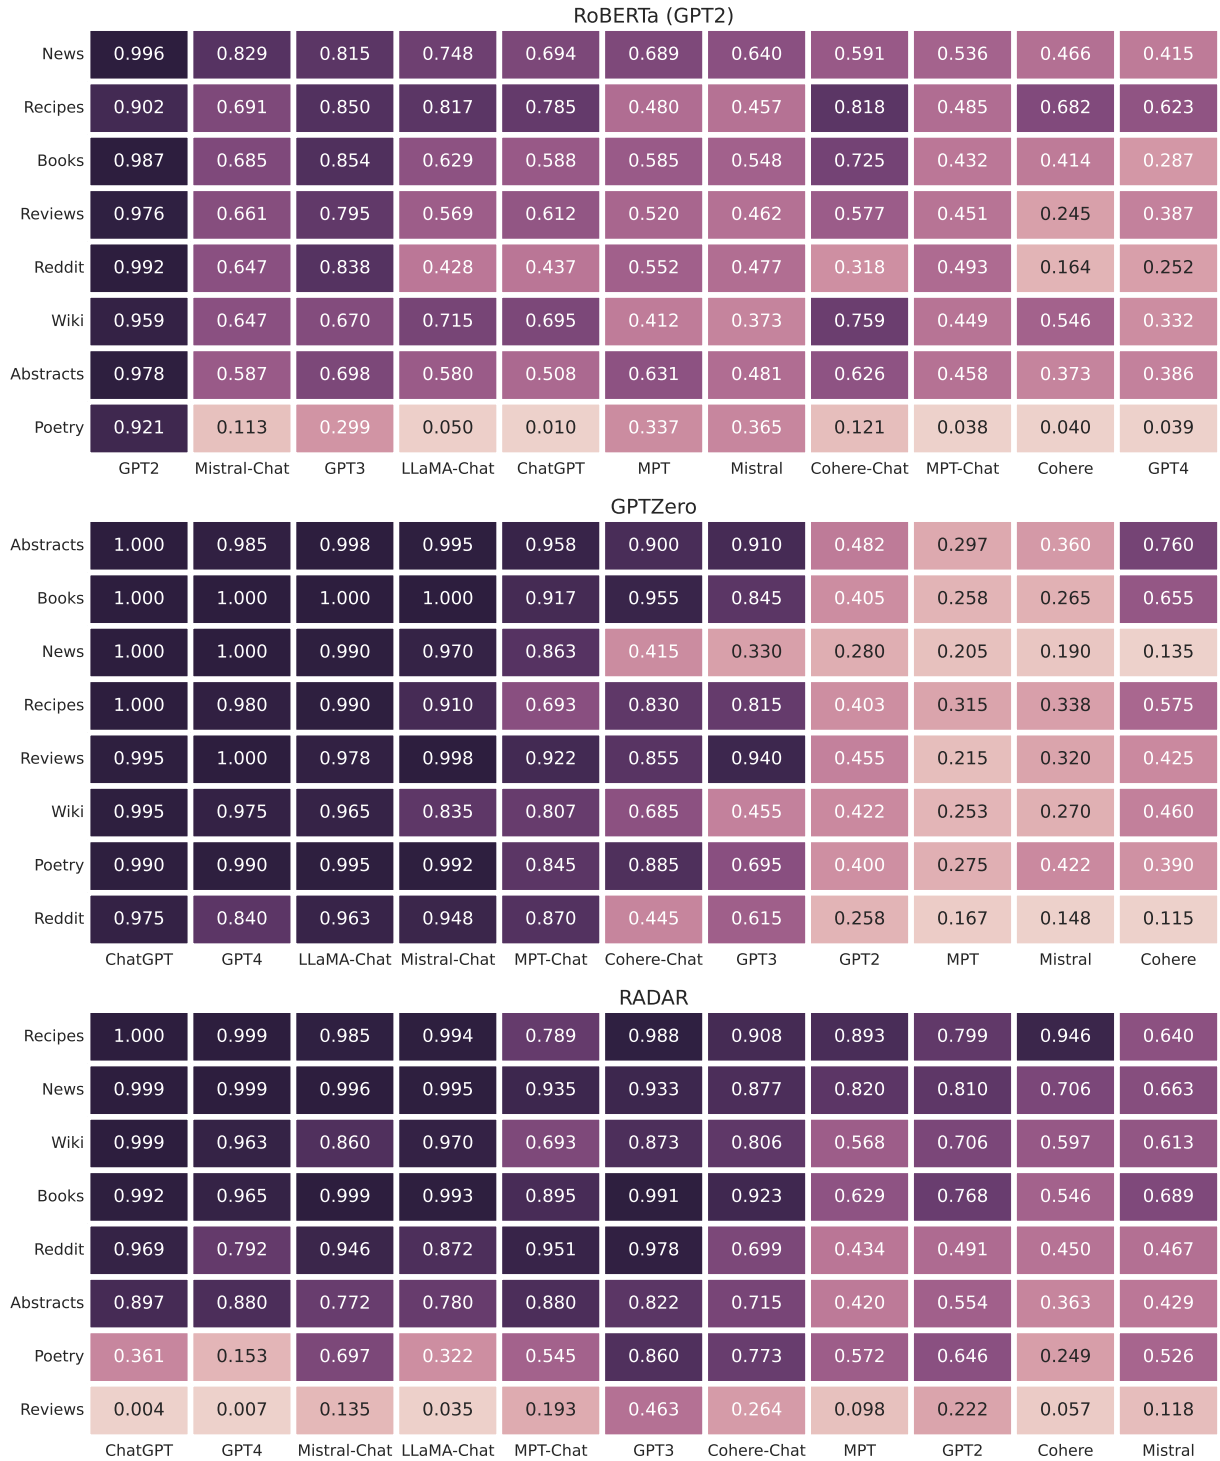 RoBERTa (GPT2)
News 0.996 0.829 0.815 0.748 0.694 0.689 0.640 0.591 0.536 0.466 0.415
Recipes 0.902 0.691 0.850 0.817 0.785 0.480 0.457 0.818 0.485 0.682 0.623
Books 0.987 0.685 0.854 0.629 0.588 0.585 0.548 0.725 0.432 0.414 0.287
Reviews 0.976 0.661 0.795 0.569 0.612 0.520 0.462 0.577 0.451 0.245 0.387
Reddit 0.992 0.647 0.838 0.428 0.437 0.552 0.477 0.318 0.493 0.164 0.252
Wiki 0.959 0.647 0.670 0.715 0.695 0.412 0.373 0.759 0.449 0.546 0.332
Abstracts 0.978 0.587 0.698 0.580 0.508 0.631 0.481 0.626 0.458 0.373 0.386
Poetry 0.921 0.113 0.299 0.050 0.010 0.337 0.365 0.121 0.038 0.040 0.039
GPT2 Mistral-Chat GPT3 LLaMA-Chat ChatGPT MPT Mistral Cohere-Chat MPT-Chat Cohere GPT4
GPTZero
Abstracts 1.000 0.985 0.998 0.995 0.958 0.900 0.910 0.482 0.297 0.360 0.760
Books 1.000 1.000 1.000 1.000 0.917 0.955 0.845 0.405 0.258 0.265 0.655
News 1.000 1.000 0.990 0.970 0.863 0.415 0.330 0.280 0.205 0.190 0.135
Recipes 1.000 0.980 0.990 0.910 0.693 0.830 0.815 0.403 0.315 0.338 0.575
Reviews 0.995 1.000 0.978 0.998 0.922 0.855 0.940 0.455 0.215 0.320 0.425
Wiki 0.995 0.975 0.965 0.835 0.807 0.685 0.455 0.422 0.253 0.270 0.460
Poetry 0.990 0.990 0.995 0.992 0.845 0.885 0.695 0.400 0.275 0.422 0.390
Reddit 0.975 0.840 0.963 0.948 0.870 0.445 0.615 0.258 0.167 0.148 0.115
ChatGPT GPT4 LLaMA-Chat Mistral-Chat MPT-Chat Cohere-Chat GPT3 GPT2 MPT Mistral Cohere
RADAR
Recipes 1.000 0.999 0.985 0.994 0.789 0.988 0.908 0.893 0.799 0.946 0.640
News 0.999 0.999 0.996 0.995 0.935 0.933 0.877 0.820 0.810 0.706 0.663
Wiki 0.999 0.963 0.860 0.970 0.693 0.873 0.806 0.568 0.706 0.597 0.613
Books 0.992 0.965 0.999 0.993 0.895 0.991 0.923 0.629 0.768 0.546 0.689
Reddit 0.969 0.792 0.946 0.872 0.951 0.978 0.699 0.434 0.491 0.450 0.467
Abstracts 0.897 0.880 0.772 0.780 0.880 0.822 0.715 0.420 0.554 0.363 0.429
Poetry 0.361 0.153 0.697 0.322 0.545 0.860 0.773 0.572 0.646 0.249 0.526
Reviews 0.004 0.007 0.135 0.035 0.193 0.463 0.264 0.098 0.222 0.057 0.118
ChatGPT GPT4 Mistral-Chat LLaMA-Chat MPT-Chat GPT3 Cohere-Chat MPT GPT2 Cohere Mistral